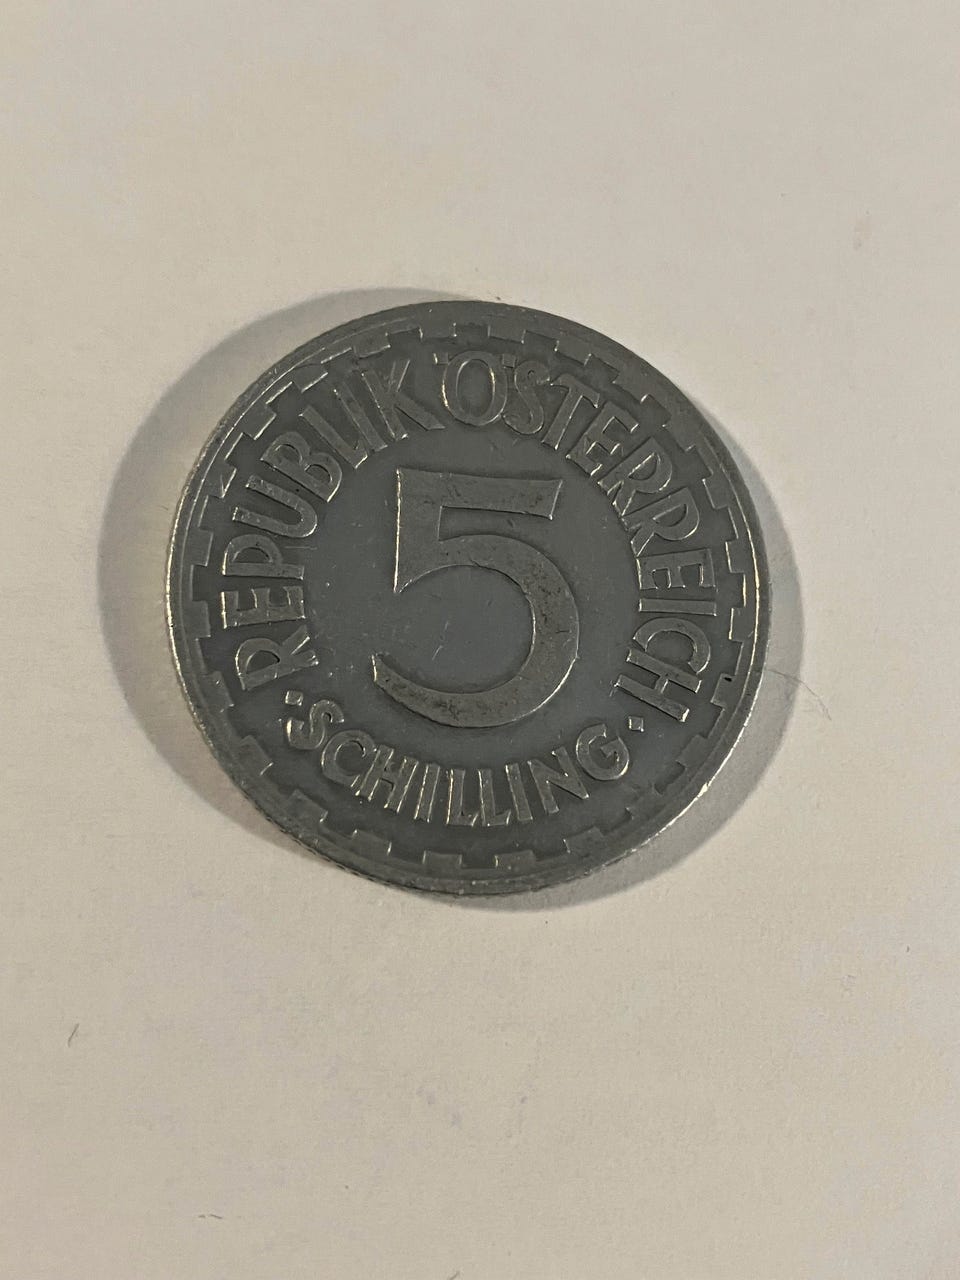 REPUBLIK ÖSTERREICH
5
· SCHILLING ·